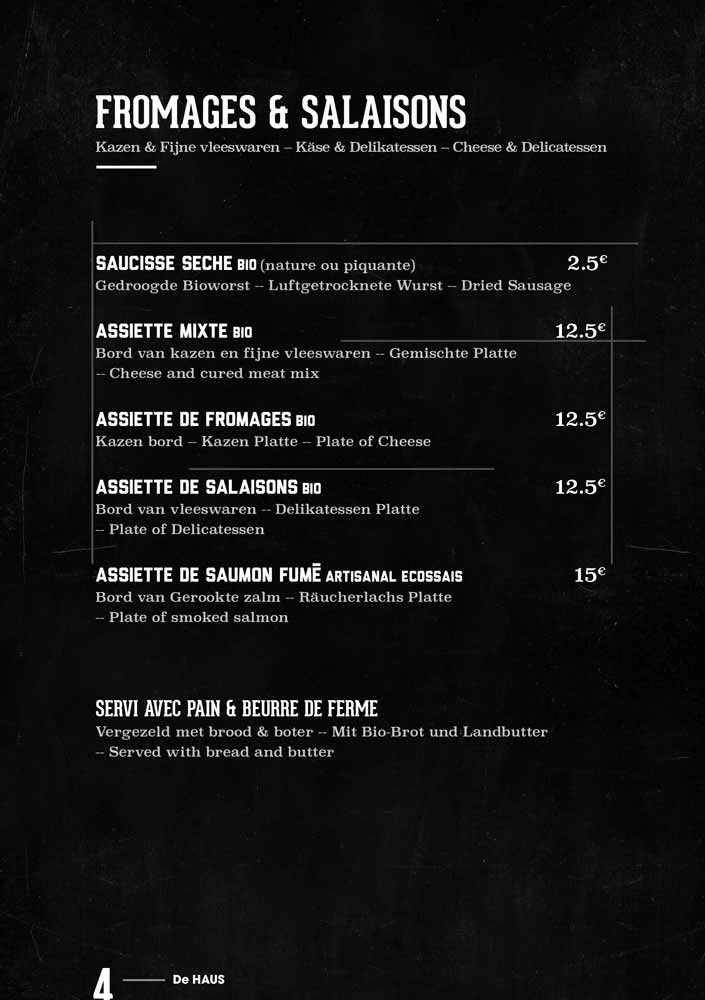 FROMAGES & SALAISONS
Kazen & Fijne vleeswaren – Käse & Delikatessen – Cheese & Delicatessen
SAUCISSE SECHE BIO (nature ou piquante) 2.5€
Gedroogde Bioworst – Luftgetrocknete Wurst – Dried Sausage
ASSIETTE MIXTE BIO 12.5€
Bord van kazen en fijne vleeswaren – Gemischte Platte
– Cheese and cured meat mix
ASSIETTE DE FROMAGES BIO 12.5€
Kazen bord – Kazen Platte – Plate of Cheese
ASSIETTE DE SALAISONS BIO 12.5€
Bord van vleeswaren – Delikatessen Platte
– Plate of Delicatessen
ASSIETTE DE SAUMON FUMĒ ARTISANAL ECOSSAIS 15€
Bord van Gerookte zalm – Räucherlachs Platte
– Plate of smoked salmon
SERVI AVEC PAIN & BEURRE DE FERME
Vergezeld met brood & boter – Mit Bio-Brot und Landbutter
– Served with bread and butter
4 De HAUS